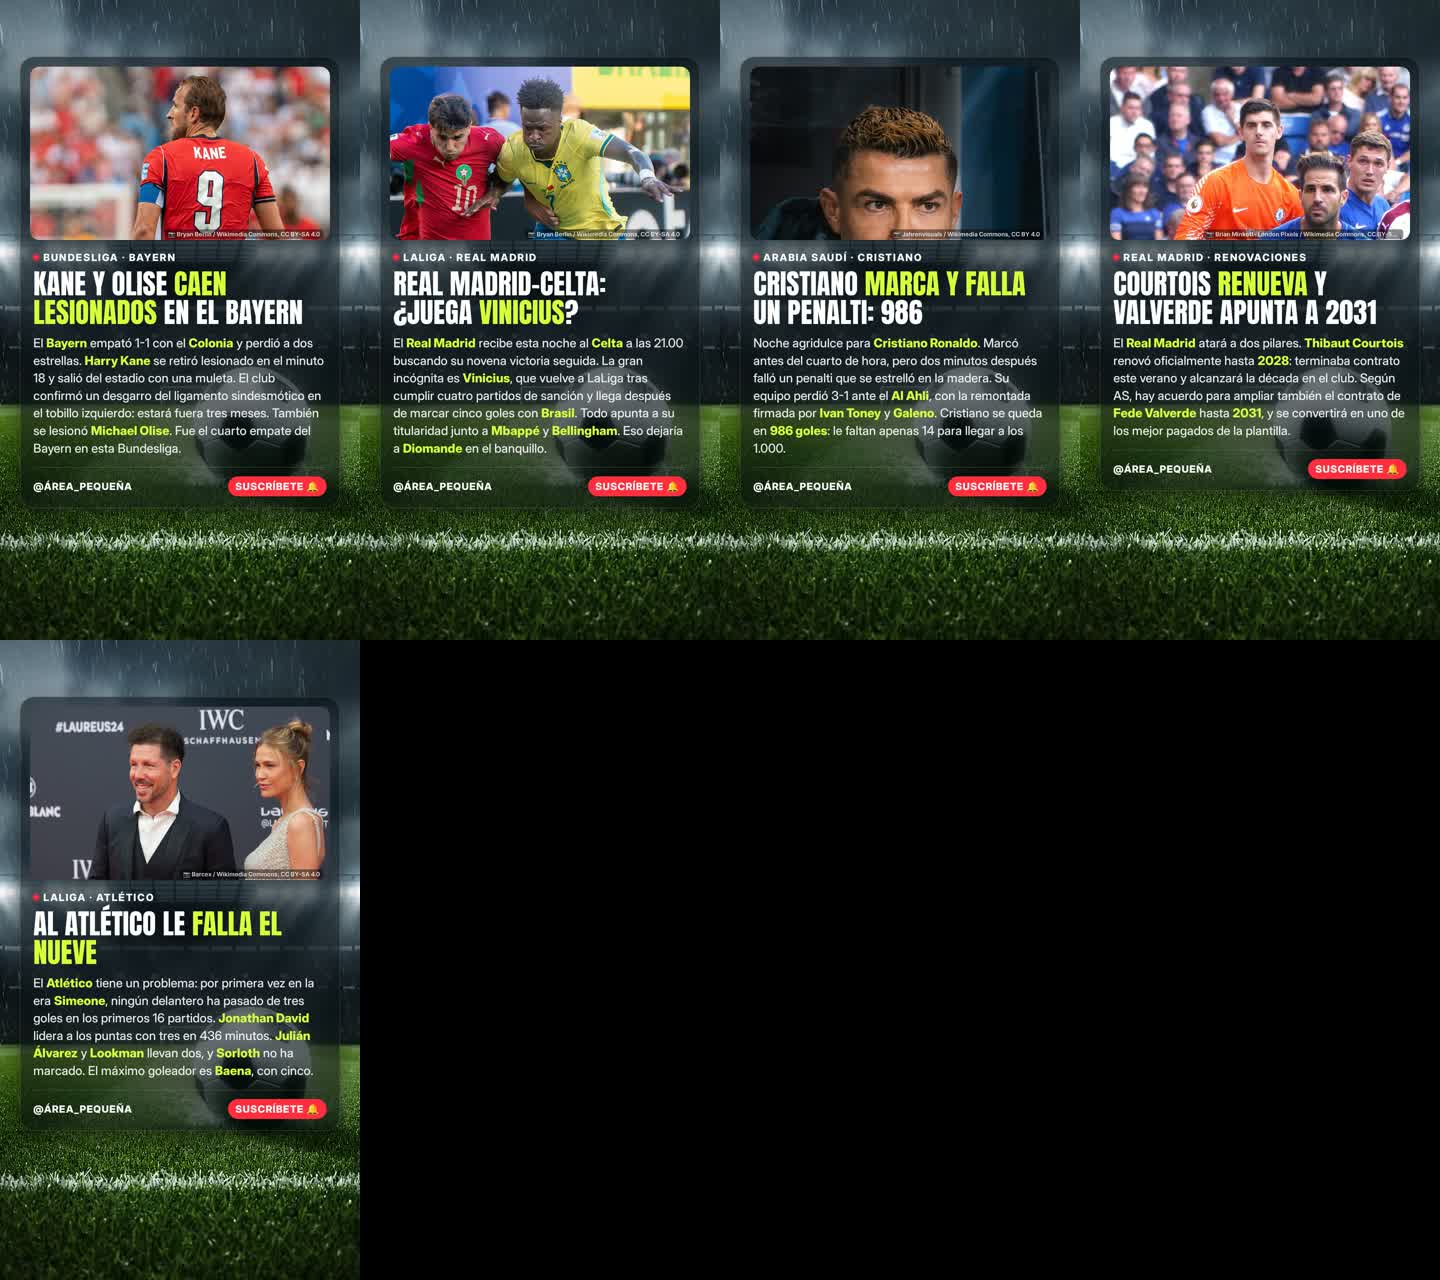 KANE
9
Bryan Berlin / Wikimedia Commons, CC BY-SA 4.0
BUNDESLIGA · BAYERN
KANE Y OLISE CAEN
LESIONADOS EN EL BAYERN
El Bayern empató 1-1 con el Colonia y perdió a dos
estrellas. Harry Kane se retiró lesionado en el minuto
18 y salió del estadio con una muleta. El club
confirmó un desgarro del ligamento sindesmótico en
el tobillo izquierdo: estará fuera tres meses. También
se lesionó Michael Olise. Fue el cuarto empate del
Bayern en esta Bundesliga.
@ÁREA_PEQUEÑA
SUSCRÍBETE 🔔
10
Bryan Berlin / Wikimedia Commons, CC BY-SA 4.0
LALIGA · REAL MADRID
REAL MADRID-CELTA:
¿JUEGA VINICIUS?
El Real Madrid recibe esta noche al Celta a las 21.00
buscando su novena victoria seguida. La gran
incógnita es Vinicius, que vuelve a LaLiga tras
cumplir cuatro partidos de sanción y llega después
de marcar cinco goles con Brasil. Todo apunta a su
titularidad junto a Mbappé y Bellingham. Eso dejaría
a Diomande en el banquillo.
@ÁREA_PEQUEÑA
SUSCRÍBETE 🔔
Jahrenvisuals / Wikimedia Commons, CC BY 4.0
ARABIA SAUDÍ · CRISTIANO
CRISTIANO MARCA Y FALLA
UN PENALTI: 986
Noche agridulce para Cristiano Ronaldo. Marcó
antes del cuarto de hora, pero dos minutos después
falló un penalti que se estrelló en la madera. Su
equipo perdió 3-1 ante el Al Ahli, con la remontada
firmada por Ivan Toney y Galeno. Cristiano se queda
en 986 goles: le faltan apenas 14 para llegar a los
1.000.
@ÁREA_PEQUEÑA
SUSCRÍBETE 🔔
Brian Minkoff - London Pixels / Wikimedia Commons, CC BY-S...
REAL MADRID · RENOVACIONES
COURTOIS RENUEVA Y
VALVERDE APUNTA A 2031
El Real Madrid atará a dos pilares. Thibaut Courtois
renovó oficialmente hasta 2028: terminaba contrato
este verano y alcanzará la década en el club. Según
AS, hay acuerdo para ampliar también el contrato de
Fede Valverde hasta 2031, y se convertirá en uno de
los mejor pagados de la plantilla.
@ÁREA_PEQUEÑA
SUSCRÍBETE 🔔
#LAUREUS24
IWC
SCHAFFHAUSEN
BLANC
IW
Barcex / Wikimedia Commons, CC BY-SA 4.0
LALIGA · ATLÉTICO
AL ATLÉTICO LE FALLA EL
NUEVE
El Atlético tiene un problema: por primera vez en la
era Simeone, ningún delantero ha pasado de tres
goles en los primeros 16 partidos. Jonathan David
lidera a los puntas con tres en 436 minutos. Julián
Álvarez y Lookman llevan dos, y Sorloth no ha
marcado. El máximo goleador es Baena, con cinco.
@ÁREA_PEQUEÑA
SUSCRÍBETE 🔔